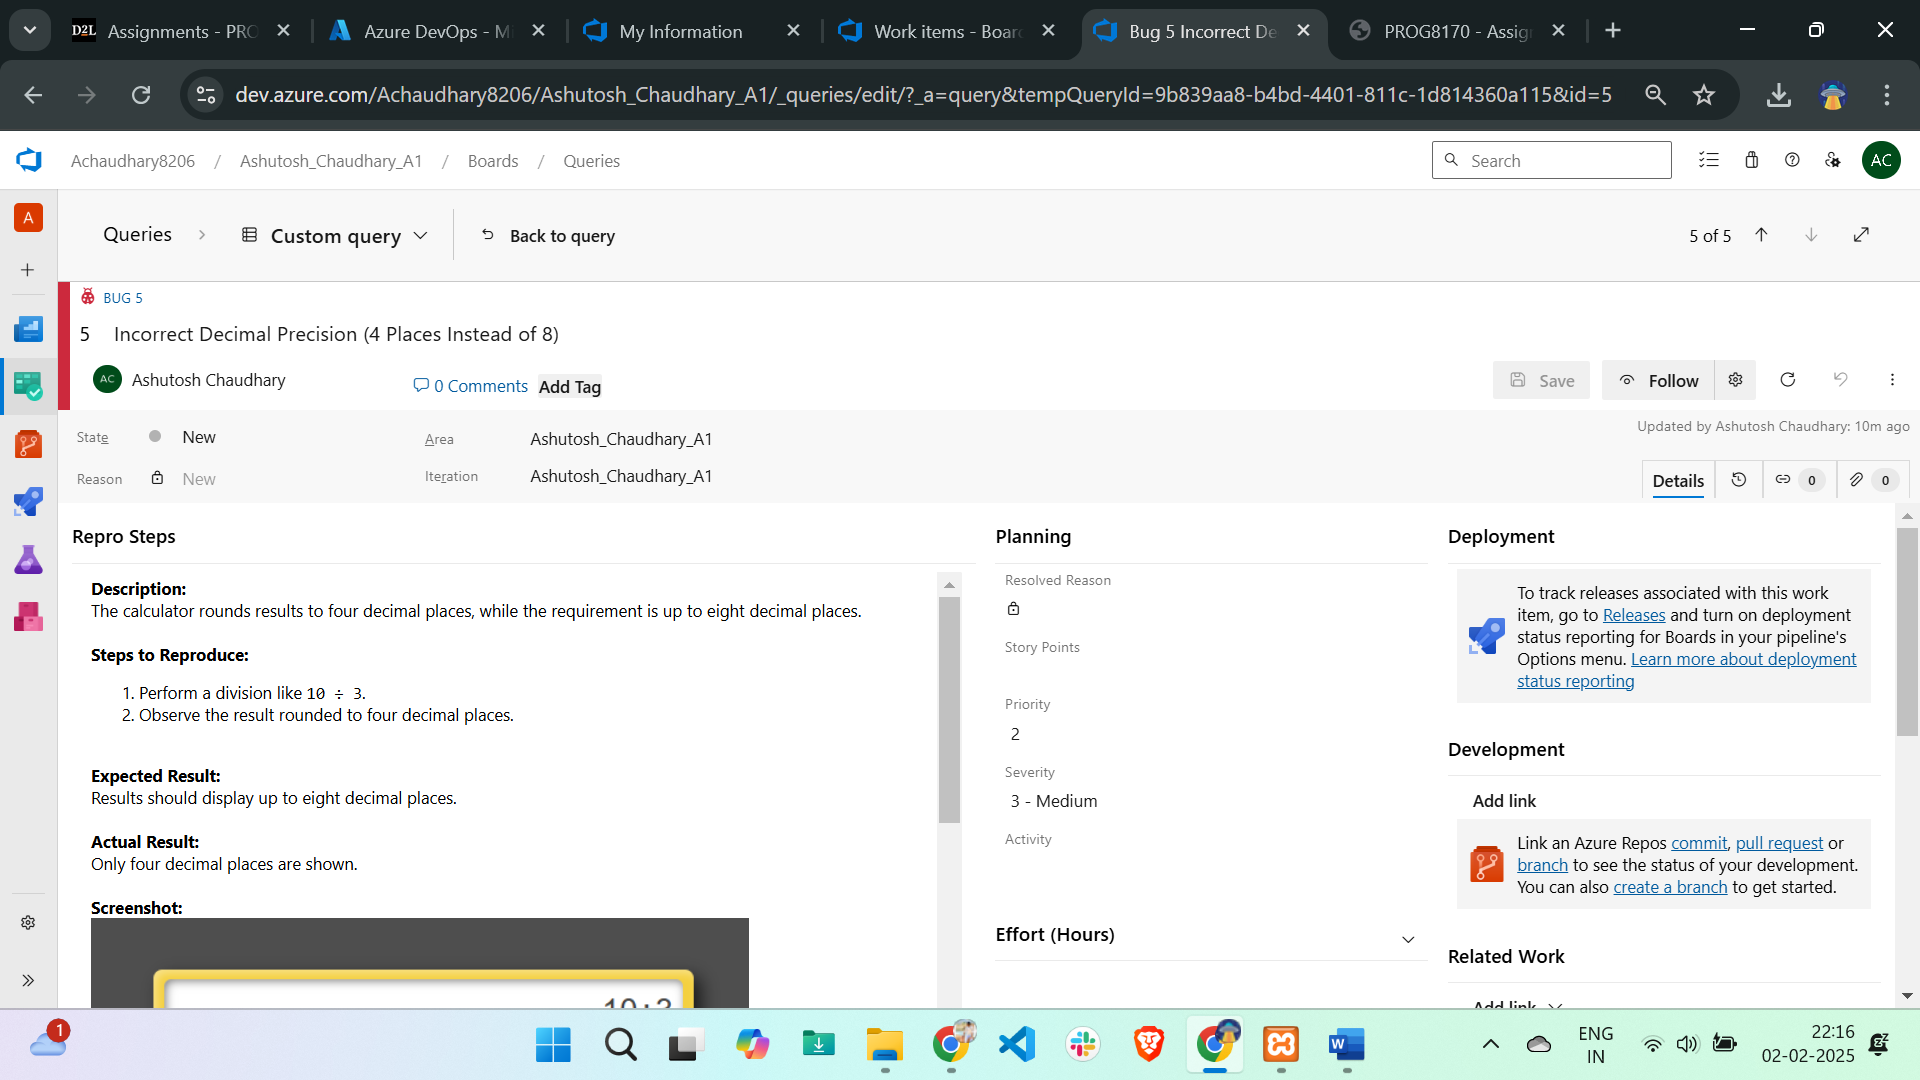 D2L Assignments - PRO
Azure DevOps - M
My Information
Work items - Boar
Bug 5 Incorrect De
PROG8170 - Assig
dev.azure.com/Achaudhary8206/Ashutosh_Chaudhary_A1/_queries/edit/?_a=query&tempQueryId=9b839aa8-b4bd-4401-811c-1d814360a115&id=5
Achaudhary8206 / Ashutosh_Chaudhary_A1 / Boards / Queries
Search
AC
A
Queries
Custom query
Back to query
5 of 5
BUG 5
5 Incorrect Decimal Precision (4 Places Instead of 8)
AC Ashutosh Chaudhary
0 Comments
Add Tag
Save
Follow
State
New
Area
Ashutosh_Chaudhary_A1
Updated by Ashutosh Chaudhary: 10m ago
Reason
New
Iteration
Ashutosh_Chaudhary_A1
Details
0
0
Repro Steps
Description:
The calculator rounds results to four decimal places, while the requirement is up to eight decimal places.
Steps to Reproduce:
1. Perform a division like 10 ÷ 3.
2. Observe the result rounded to four decimal places.
Expected Result:
Results should display up to eight decimal places.
Actual Result:
Only four decimal places are shown.
Screenshot:
10÷3
Planning
Resolved Reason
Story Points
Priority
2
Severity
3 - Medium
Activity
Effort (Hours)
Deployment
To track releases associated with this work
item, go to Releases and turn on deployment
status reporting for Boards in your pipeline's
Options menu. Learn more about deployment
status reporting
Development
Add link
Link an Azure Repos commit, pull request or
branch to see the status of your development.
You can also create a branch to get started.
Related Work
Add link
1
W
ENG
IN
22:16
02-02-2025